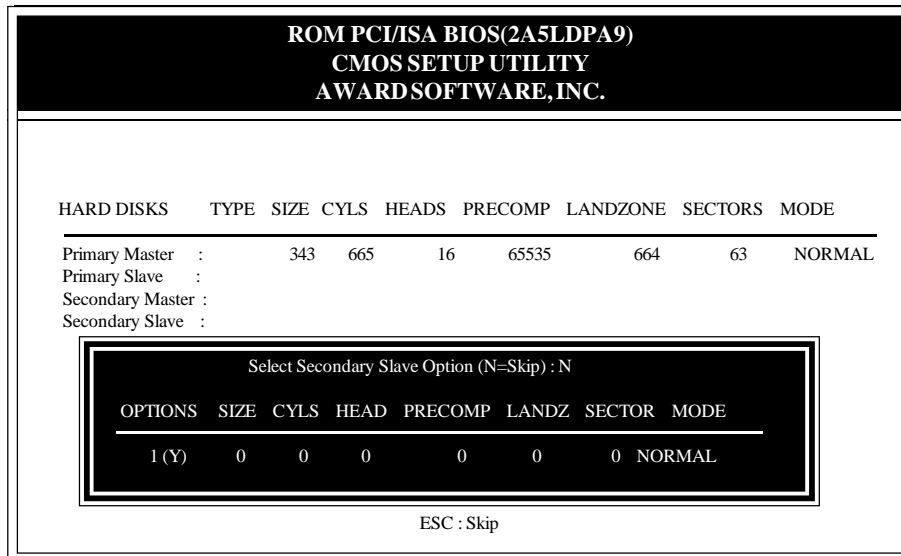 ROM PCI/ISA BIOS(2A5LDPA9)
CMOS SETUP UTILITY
AWARD SOFTWARE, INC.
HARD DISKS TYPE SIZE CYLS HEADS PRECOMP LANDZONE SECTORS MODE
Primary Master : 343 665 16 65535 664 63 NORMAL
Primary Slave :
Secondary Master :
Secondary Slave :
Select Secondary Slave Option (N=Skip) : N
OPTIONS SIZE CYLS HEAD PRECOMP LANDZ SECTOR MODE
1 (Y) 0 0 0 0 0 0 NORMAL
ESC : Skip